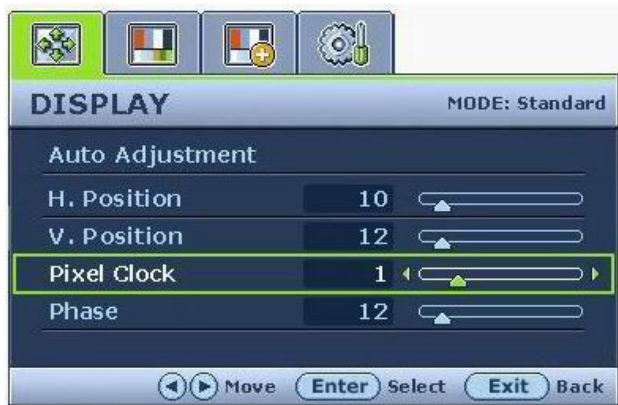 DISPLAY MODE: Standard
Auto Adjustment
H. Position 10
V. Position 12
Pixel Clock 1
Phase 12
Move Enter Select Exit Back